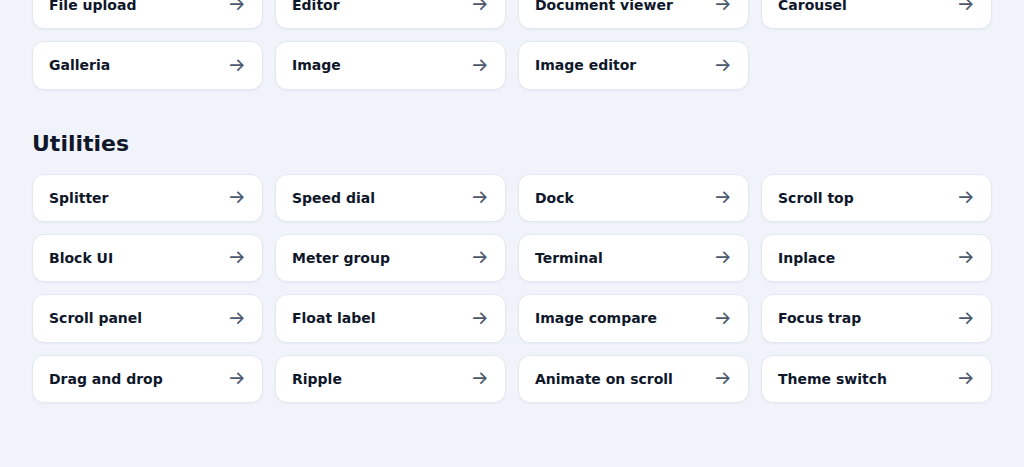 File upload
Editor
Document viewer
Carousel
Galleria
Image
Image editor
Utilities
Splitter
Speed dial
Dock
Scroll top
Block UI
Meter group
Terminal
Inplace
Scroll panel
Float label
Image compare
Focus trap
Drag and drop
Ripple
Animate on scroll
Theme switch